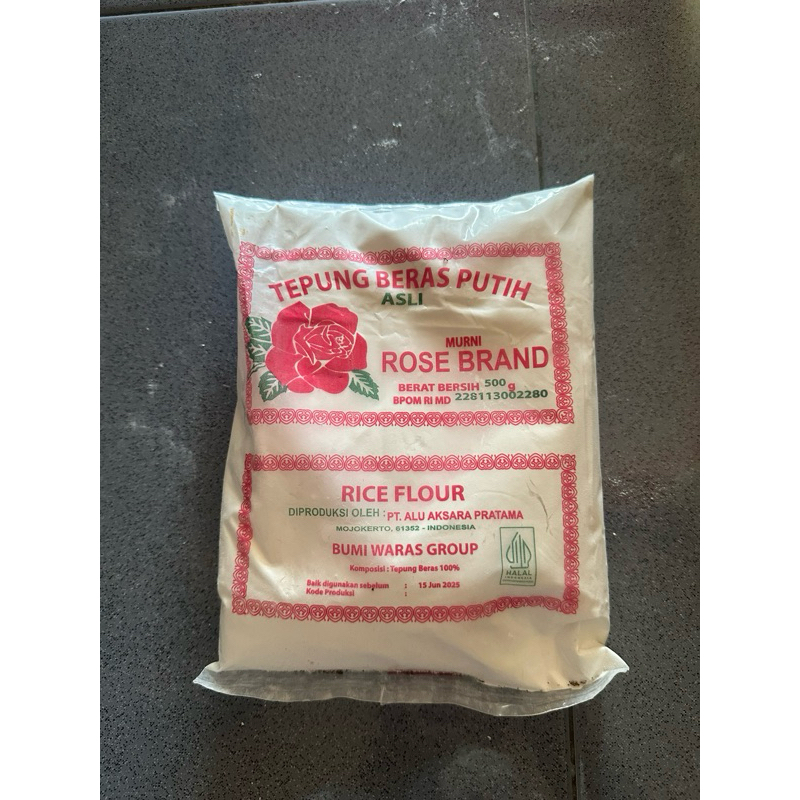 TEPUNG BERAS PUTIH
ASLI
MURNI
ROSE BRAND
BERAT BERSIH 500 g
BPOM RI MD 228113002280
RICE FLOUR
DIPRODUKSI OLEH : PT. ALU AKSARA PRATAMA
MOJOKERTO, 61352 - INDONESIA
BUMI WARAS GROUP
Komposisi : Tepung Beras 100%
Baik digunakan sebelum : 15 Jun 2025
Kode Produksi :
HALAL
INDONESIA